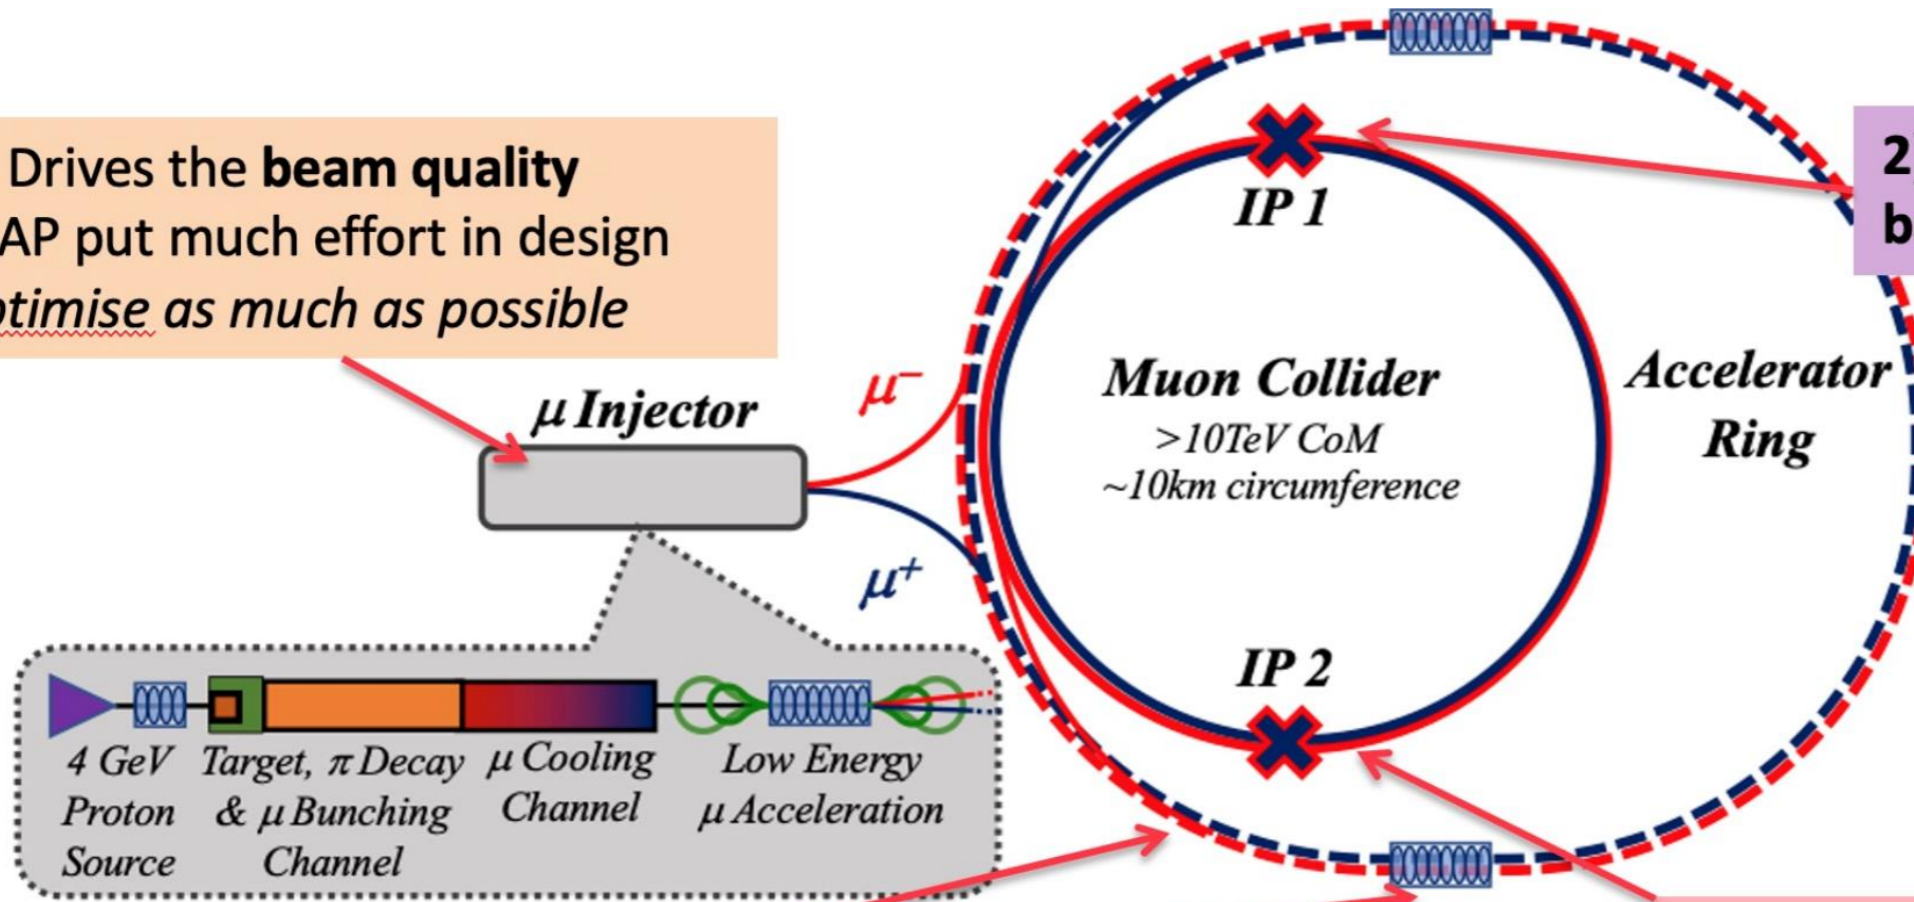 Drives the beam quality
AP put much effort in design
ptimise as much as possible
μ Injector
μ⁻
μ⁺
IP 1
Muon Collider
>10TeV CoM
~10km circumference
IP 2
Accelerator
Ring
2
b
4 GeV
Proton
Source
Target, π Decay
& μ Bunching
Channel
μ Cooling
Channel
Low Energy
μ Acceleration